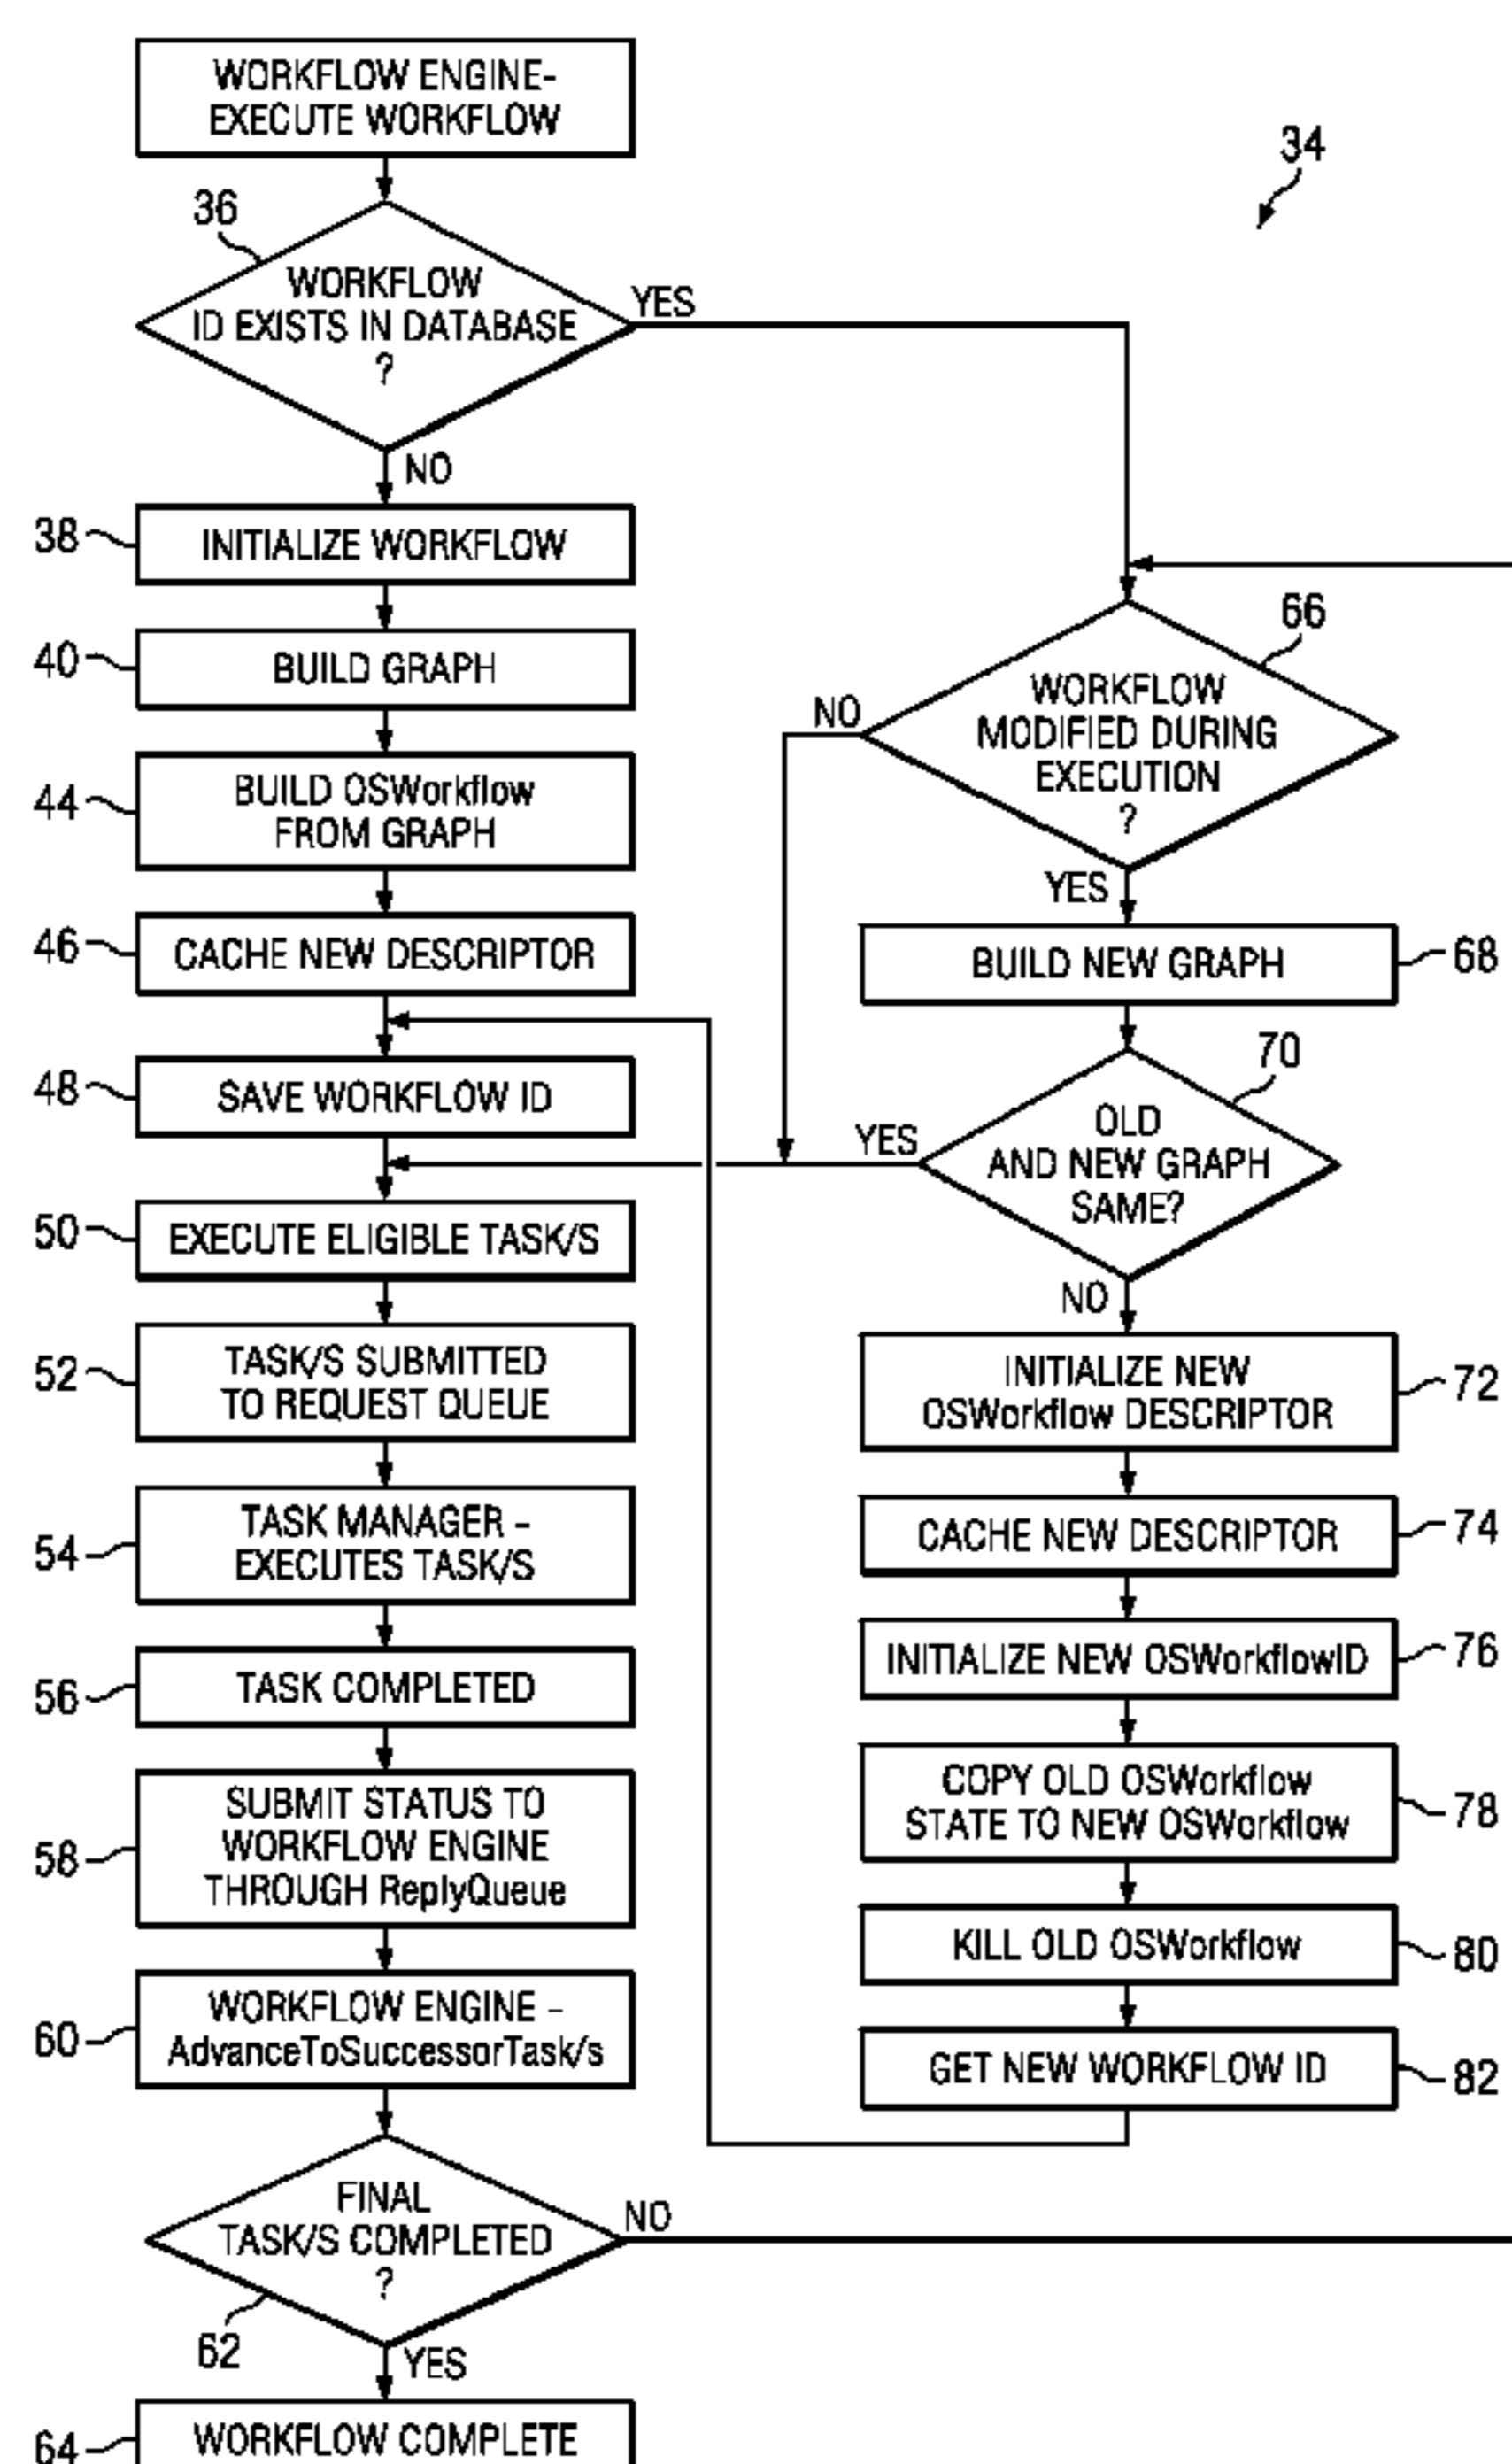 WORKFLOW ENGINE-
EXECUTE WORKFLOW
34
36
WORKFLOW
ID EXISTS IN DATABASE
?
YES
NO
38
INITIALIZE WORKFLOW
40
BUILD GRAPH
44
BUILD OSWorkflow
FROM GRAPH
46
CACHE NEW DESCRIPTOR
48
SAVE WORKFLOW ID
50
EXECUTE ELIGIBLE TASK/S
52
TASK/S SUBMITTED
TO REQUEST QUEUE
54
TASK MANAGER –
EXECUTES TASK/S
56
TASK COMPLETED
58
SUBMIT STATUS TO
WORKFLOW ENGINE
THROUGH ReplyQueue
60
WORKFLOW ENGINE –
AdvanceToSuccessorTask/s
FINAL
TASK/S COMPLETED
?
NO
62
YES
64
WORKFLOW COMPLETE
66
WORKFLOW
MODIFIED DURING
EXECUTION
?
NO
YES
BUILD NEW GRAPH
68
70
OLD
AND NEW GRAPH
SAME?
YES
NO
INITIALIZE NEW
OSWorkflow DESCRIPTOR
72
CACHE NEW DESCRIPTOR
74
INITIALIZE NEW OSWorkflowID
76
COPY OLD OSWorkflow
STATE TO NEW OSWorkflow
78
KILL OLD OSWorkflow
80
GET NEW WORKFLOW ID
82